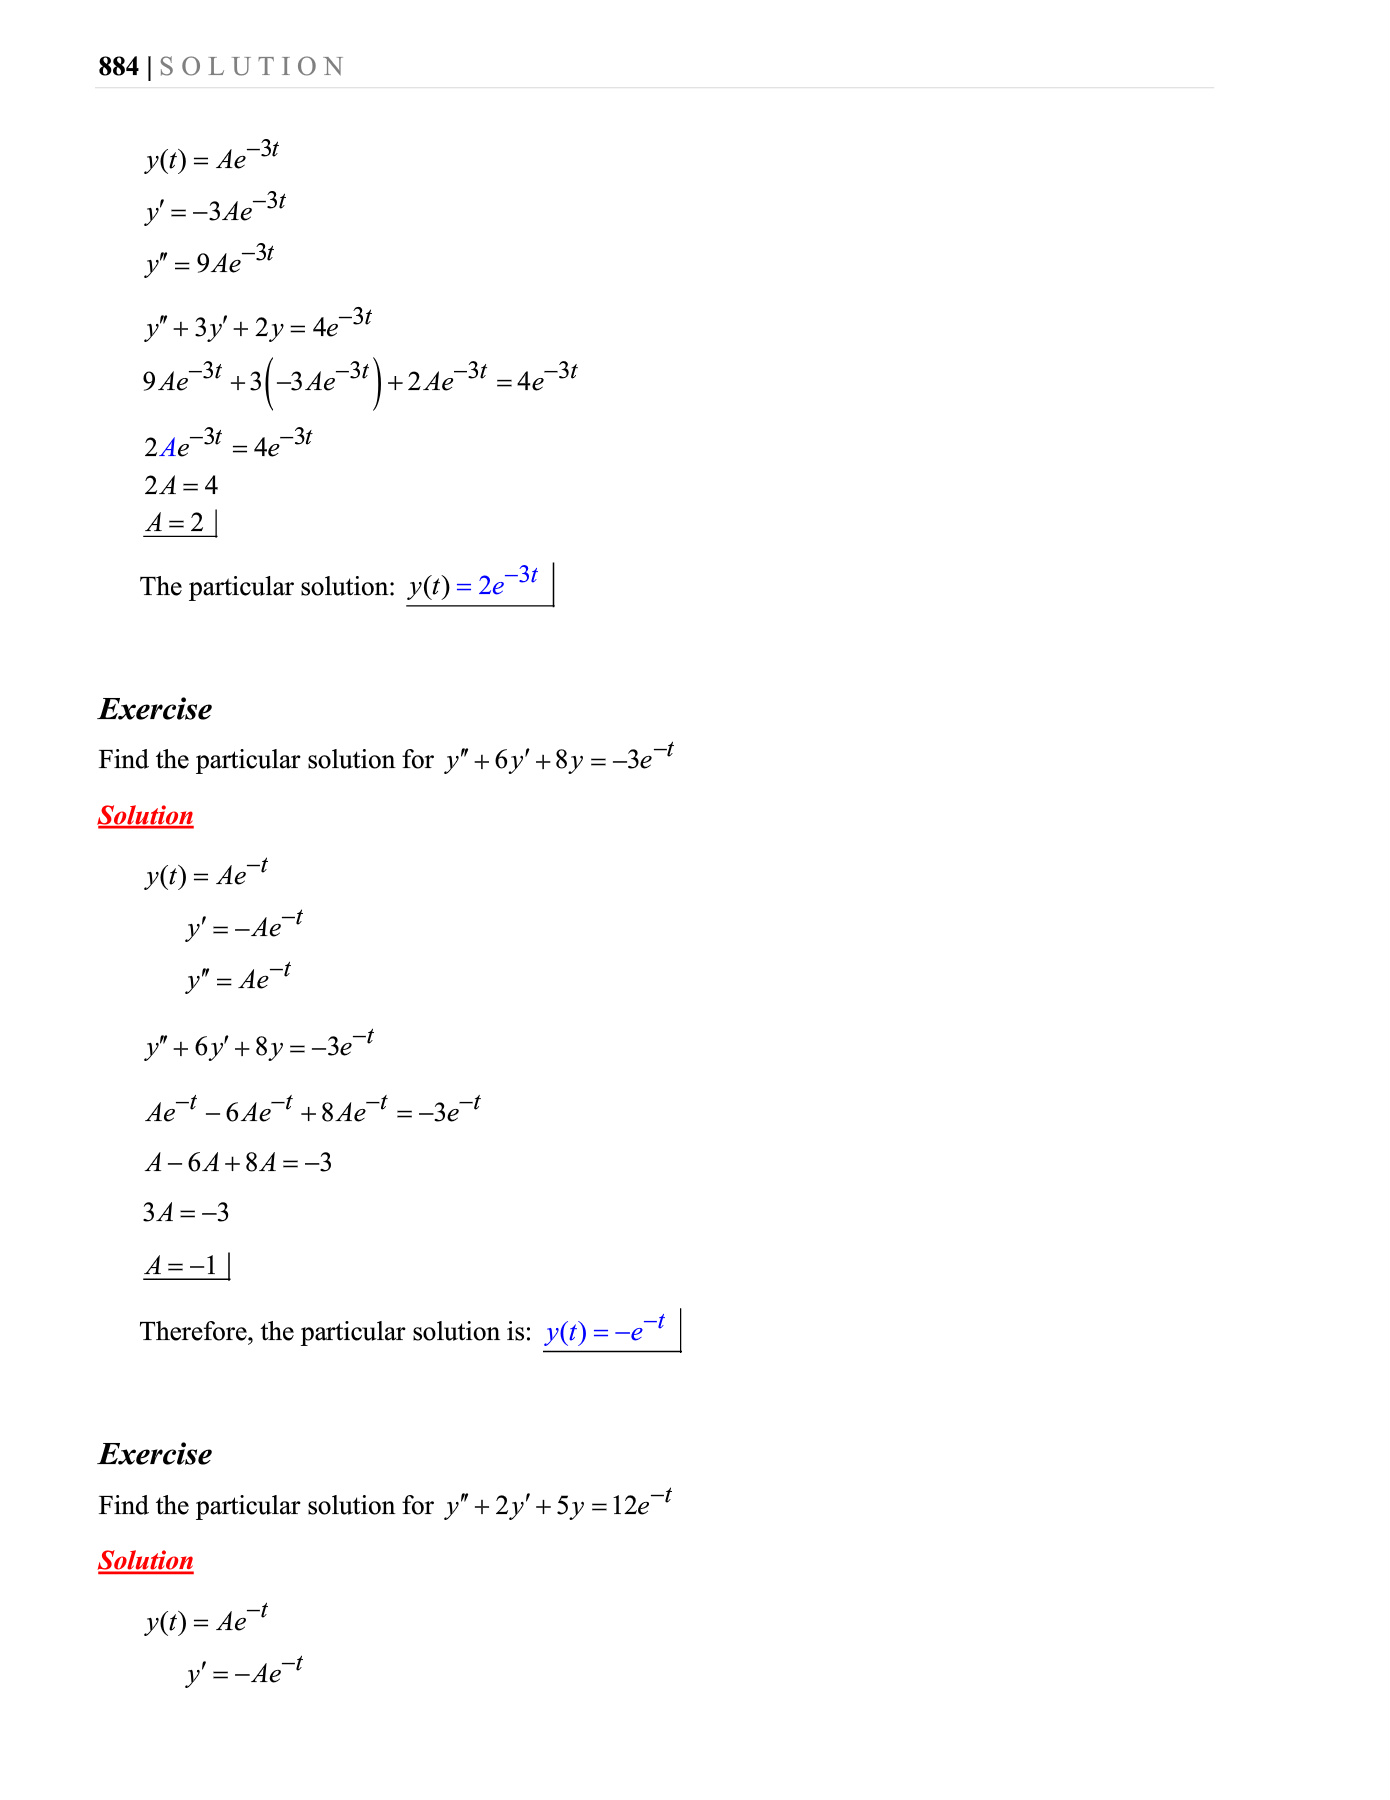 884 | S O L U T I O N
y(t) = Ae^{−3t}
y′ = −3Ae^{−3t}
y″ = 9Ae^{−3t}
y″ + 3y′ + 2y = 4e^{−3t}
9Ae^{−3t} + 3(−3Ae^{−3t}) + 2Ae^{−3t} = 4e^{−3t}
2Ae^{−3t} = 4e^{−3t}
2A = 4
A = 2 |
The particular solution: y(t) = 2e^{−3t} |
Exercise
Find the particular solution for y″ + 6y′ + 8y = −3e^{−t}
Solution
y(t) = Ae^{−t}
y′ = −Ae^{−t}
y″ = Ae^{−t}
y″ + 6y′ + 8y = −3e^{−t}
Ae^{−t} − 6Ae^{−t} + 8Ae^{−t} = −3e^{−t}
A − 6A + 8A = −3
3A = −3
A = −1 |
Therefore, the particular solution is: y(t) = −e^{−t} |
Exercise
Find the particular solution for y″ + 2y′ + 5y = 12e^{−t}
Solution
y(t) = Ae^{−t}
y′ = −Ae^{−t}